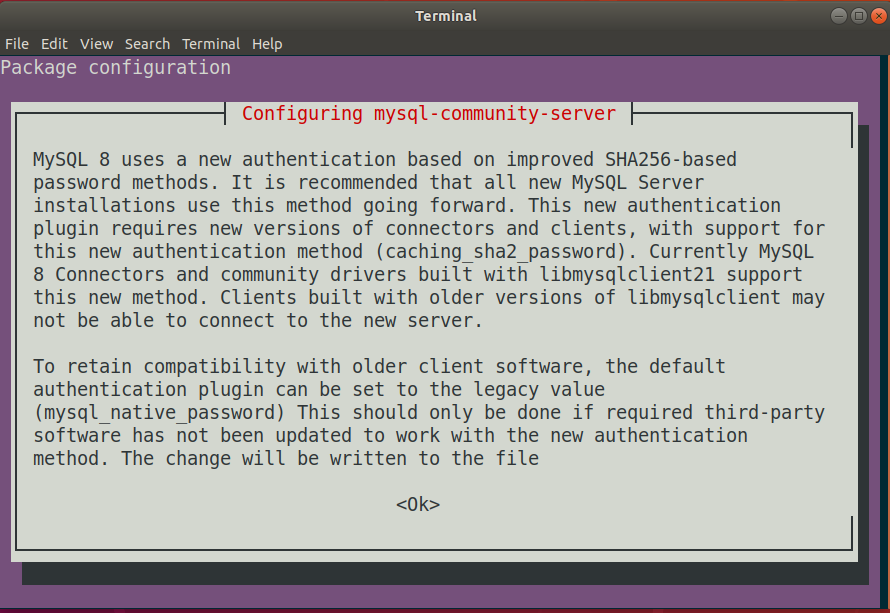 Terminal
File Edit View Search Terminal Help
Package configuration
Configuring mysql-community-server
MySQL 8 uses a new authentication based on improved SHA256-based
password methods. It is recommended that all new MySQL Server
installations use this method going forward. This new authentication
plugin requires new versions of connectors and clients, with support for
this new authentication method (caching_sha2_password). Currently MySQL
8 Connectors and community drivers built with libmysqlclient21 support
this new method. Clients built with older versions of libmysqlclient may
not be able to connect to the new server.
To retain compatibility with older client software, the default
authentication plugin can be set to the legacy value
(mysql_native_password) This should only be done if required third-party
software has not been updated to work with the new authentication
method. The change will be written to the file
<Ok>